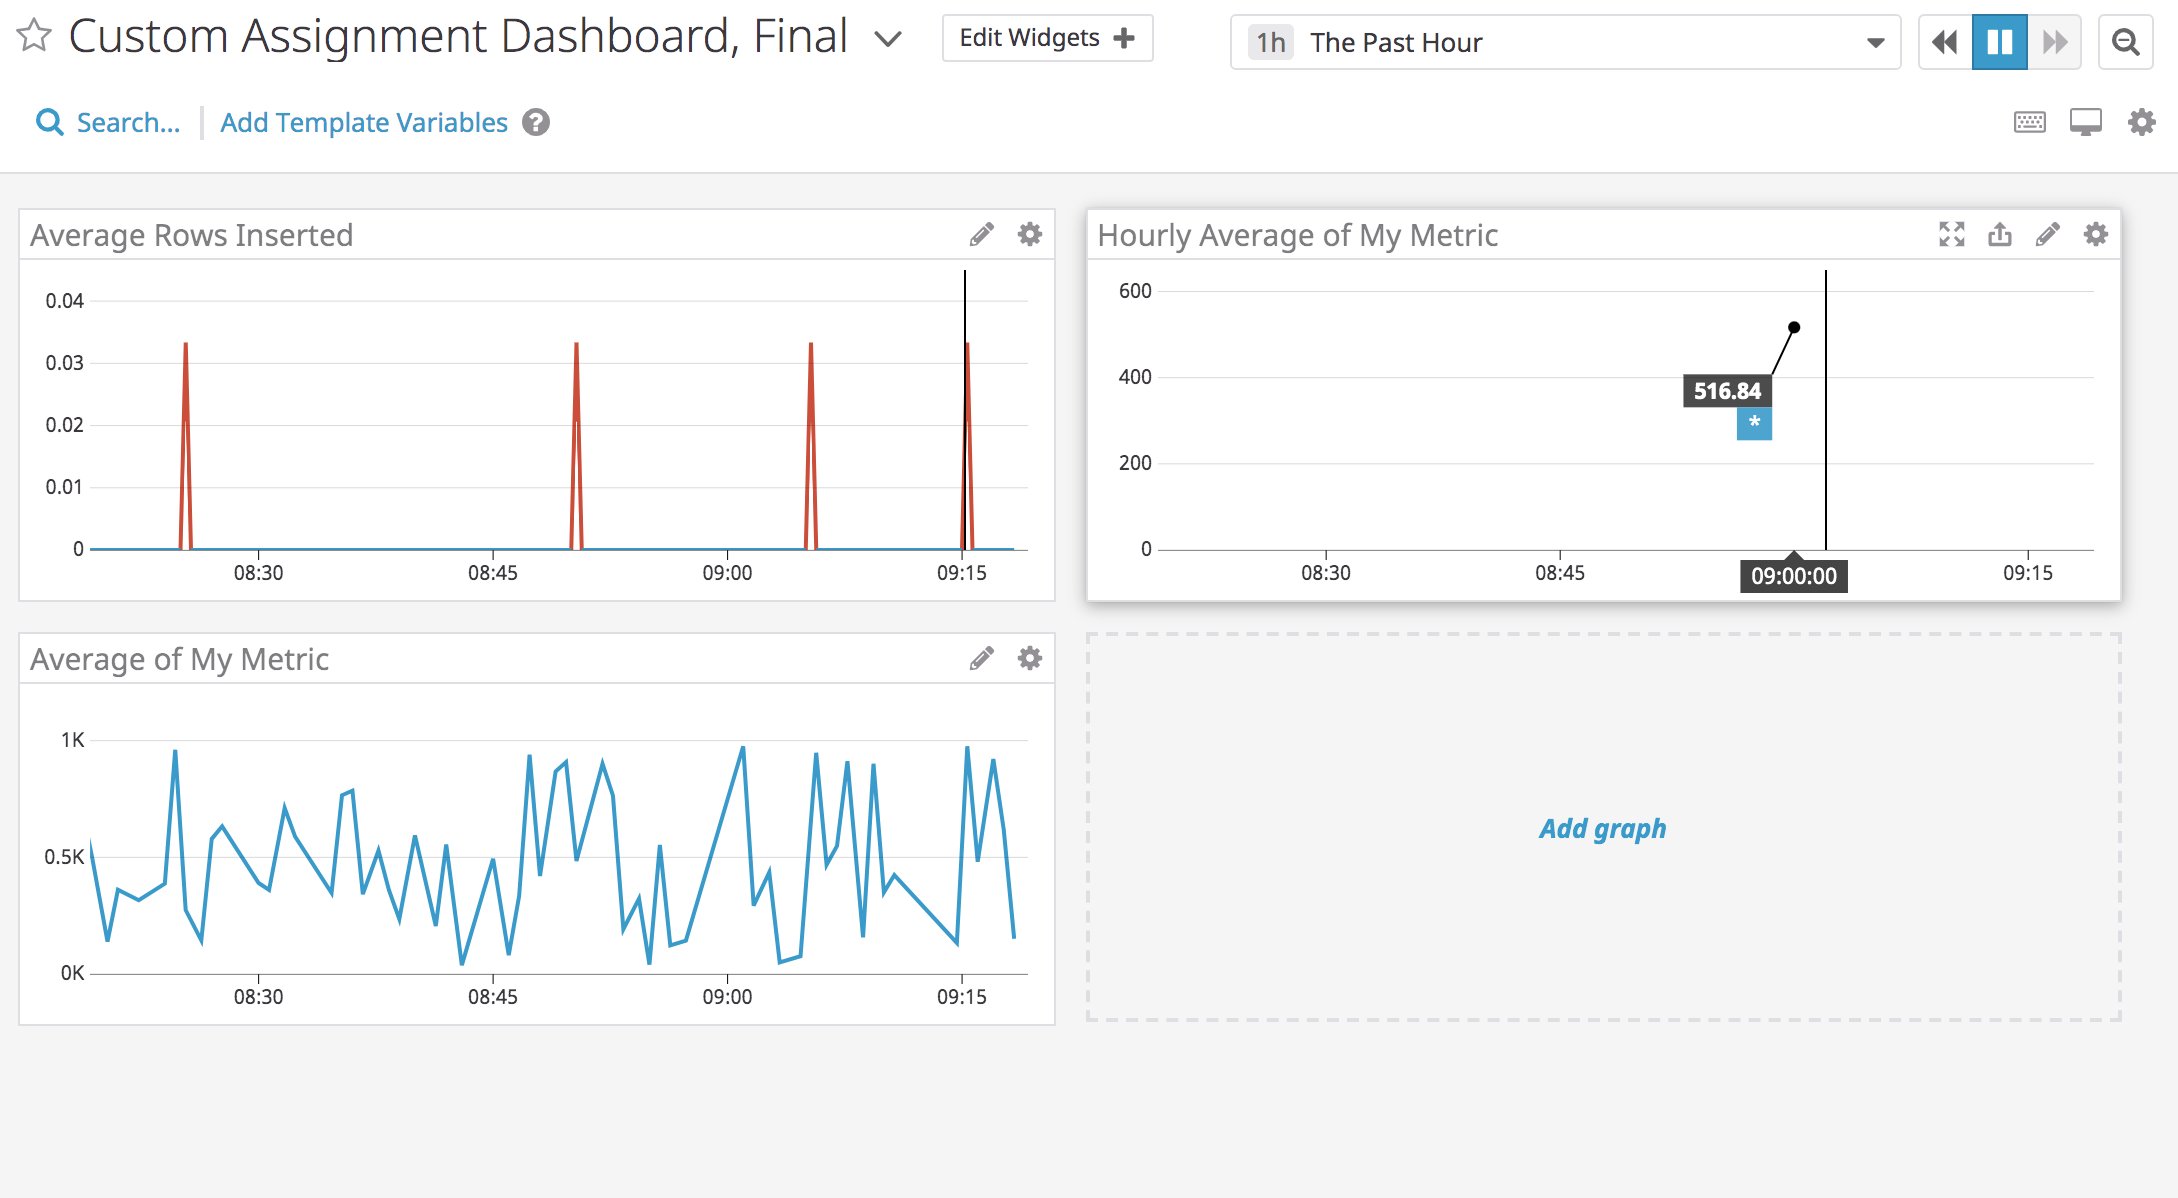 Custom Assignment Dashboard, Final
Edit Widgets
1h The Past Hour
Search...
Add Template Variables ?
Average Rows Inserted
0.04
0.03
0.02
0.01
0
08:30 08:45 09:00 09:15
Hourly Average of My Metric
600
400
200
0
516.84
*
08:30 08:45 09:00:00 09:15
Average of My Metric
1K
0.5K
0K
08:30 08:45 09:00 09:15
Add graph